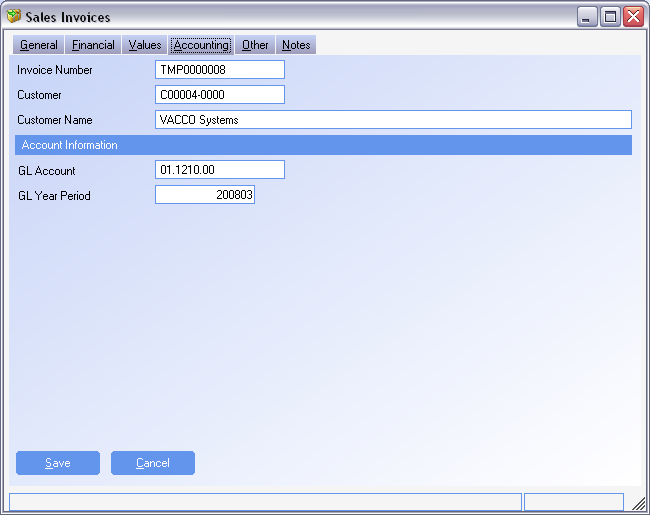 Sales Invoices
General Financial Values Accounting Other Notes
Invoice Number TMP0000008
Customer C00004-0000
Customer Name VACCO Systems
Account Information
GL Account 01.1210.00
GL Year Period 200803
Save Cancel